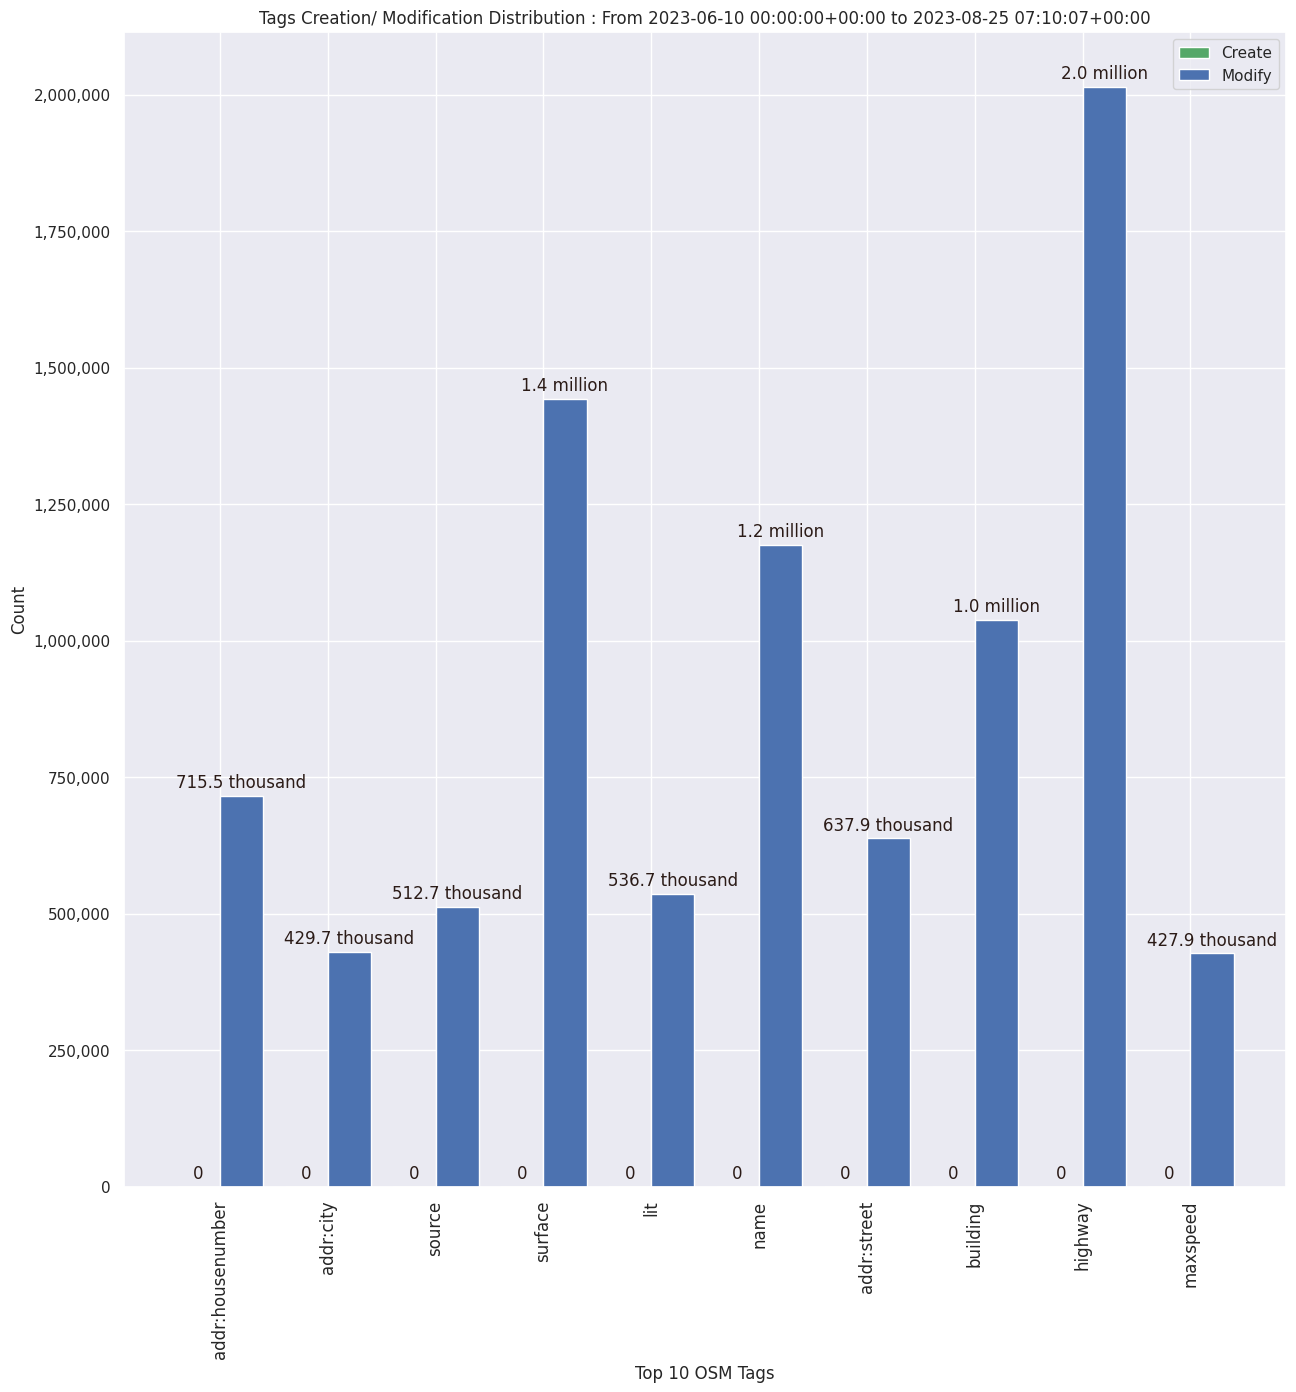 Tags Creation/ Modification Distribution : From 2023-06-10 00:00:00+00:00 to 2023-08-25 07:10:07+00:00
Create
Modify
2,000,000
1,750,000
1,500,000
1,250,000
1,000,000
750,000
500,000
250,000
0
Count
715.5 thousand
429.7 thousand
512.7 thousand
1.4 million
536.7 thousand
1.2 million
637.9 thousand
1.0 million
2.0 million
427.9 thousand
0
0
0
0
0
0
0
0
0
0
addr:housenumber
addr:city
source
surface
lit
name
addr:street
building
highway
maxspeed
Top 10 OSM Tags